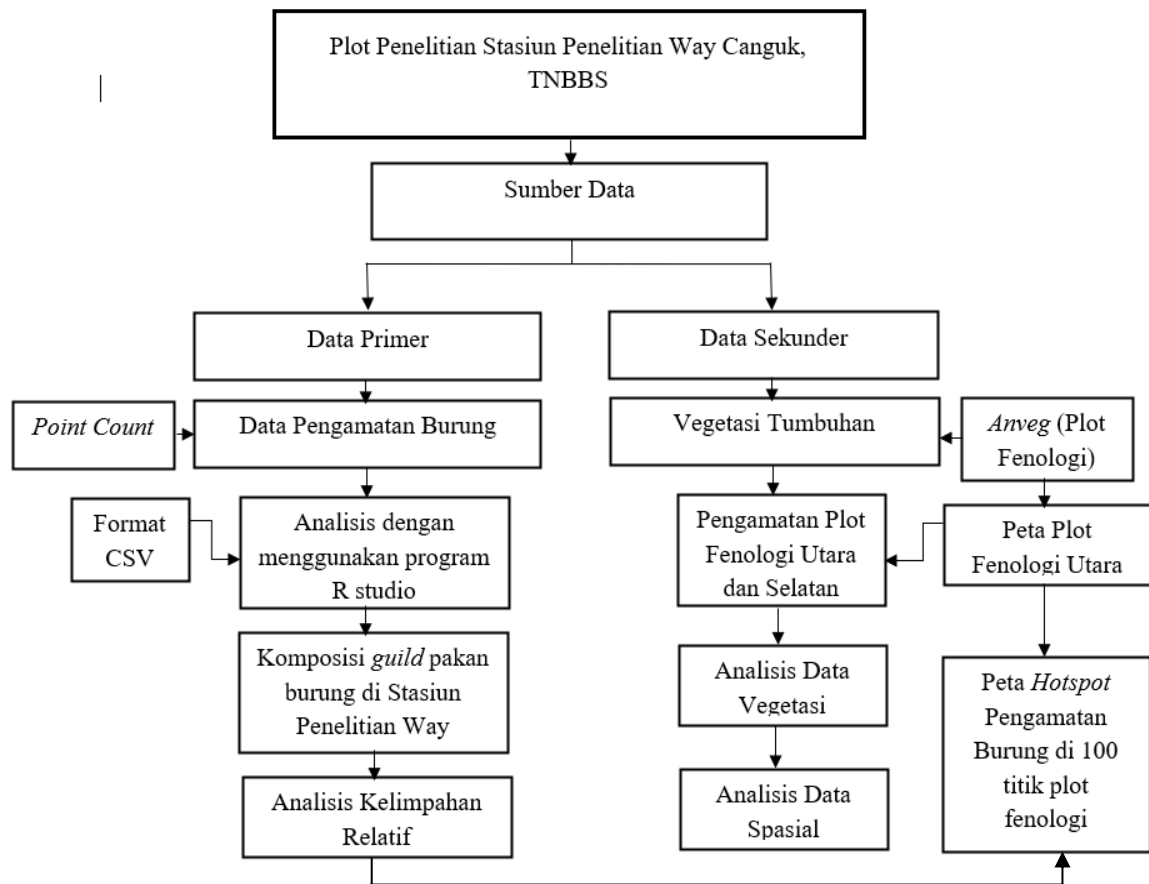 Plot Penelitian Stasiun Penelitian Way Canguk,
TNBBS
Sumber Data
Data Primer
Data Sekunder
Point Count
Data Pengamatan Burung
Vegetasi Tumbuhan
Anveg (Plot
Fenologi)
Format
CSV
Analisis dengan
menggunakan program
R studio
Pengamatan Plot
Fenologi Utara
dan Selatan
Peta Plot
Fenologi Utara
Komposisi guild pakan
burung di Stasiun
Penelitian Way
Analisis Data
Vegetasi
Peta Hotspot
Pengamatan
Burung di 100
titik plot
fenologi
Analisis Kelimpahan
Relatif
Analisis Data
Spasial